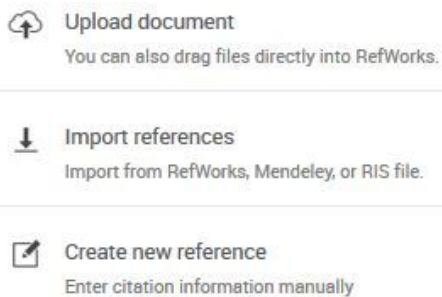 Upload document
You can also drag files directly into RefWorks.
Import references
Import from RefWorks, Mendeley, or RIS file.
Create new reference
Enter citation information manually